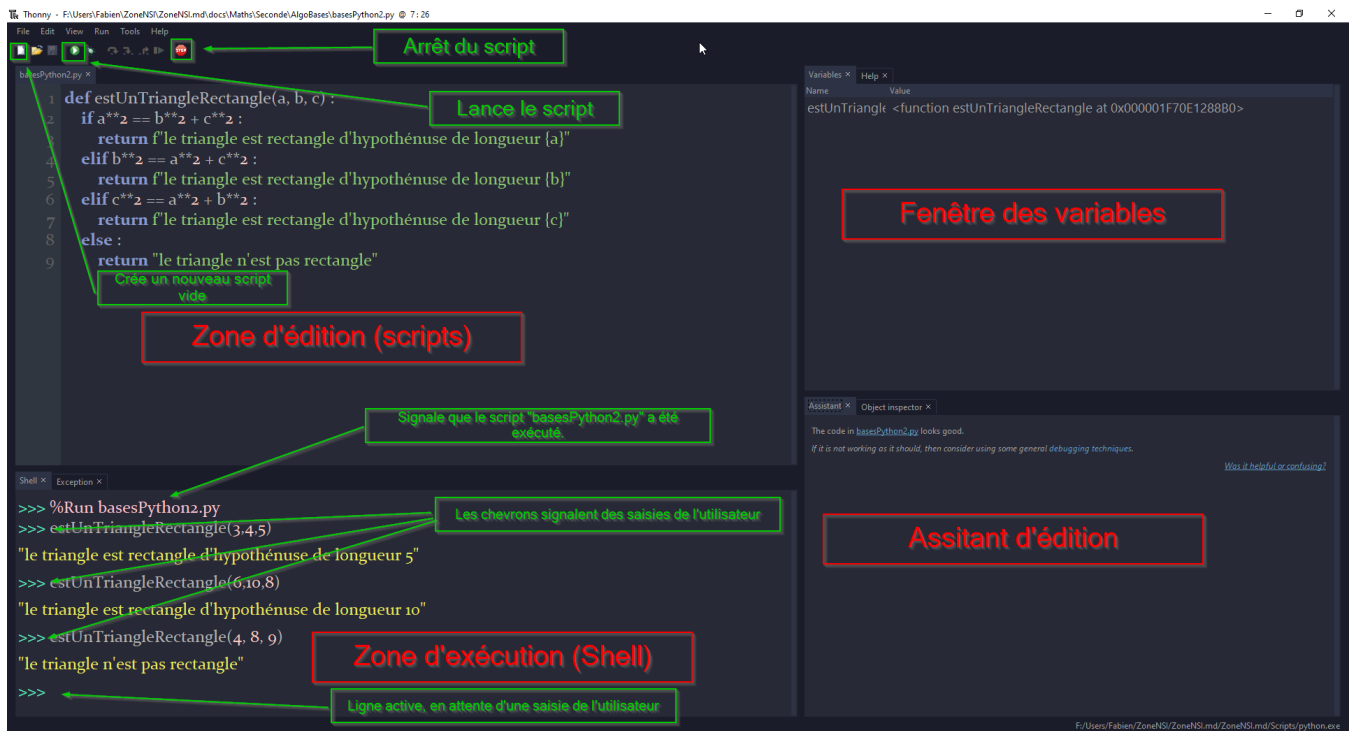 Thonny - F:\Users\Fabien\ZoneNSI\ZoneNSI.md\docs\Maths\Seconde\AlgoBases\basesPython2.py @ 7 : 26
File Edit View Run Tools Help
Arrêt du script
basesPython2.py ×
Lance le script
1 def estUnTriangleRectangle(a, b, c) :
2 if a**2 == b**2 + c**2 :
3 return f"le triangle est rectangle d'hypothénuse de longueur {a}"
4 elif b**2 == a**2 + c**2 :
5 return f"le triangle est rectangle d'hypothénuse de longueur {b}"
6 elif c**2 == a**2 + b**2 :
7 return f"le triangle est rectangle d'hypothénuse de longueur {c}"
8 else :
9 return "le triangle n'est pas rectangle"
Crée un nouveau script
vide
Zone d'édition (scripts)
Signale que le script "basesPython2.py" a été
exécuté.
Shell × Exception ×
>>> %Run basesPython2.py
>>> estUnTriangleRectangle(3,4,5)
Les chevrons signalent des saisies de l'utilisateur
"le triangle est rectangle d'hypothénuse de longueur 5"
>>> estUnTriangleRectangle(6,10,8)
"le triangle est rectangle d'hypothénuse de longueur 10"
>>> estUnTriangleRectangle(4, 8, 9)
"le triangle n'est pas rectangle"
Zone d'exécution (Shell)
>>>
Ligne active, en attente d'une saisie de l'utilisateur
Variables × Help ×
Name Value
estUnTriangle <function estUnTriangleRectangle at 0x000001F70E1288B0>
Fenêtre des variables
Assistant × Object inspector ×
The code in basesPython2.py looks good.
If it is not working as it should, then consider using some general debugging techniques.
Was it helpful or confusing?
Assitant d'édition
F:/Users/Fabien/ZoneNSI/ZoneNSI.md/ZoneNSI.md/Scripts/python.exe